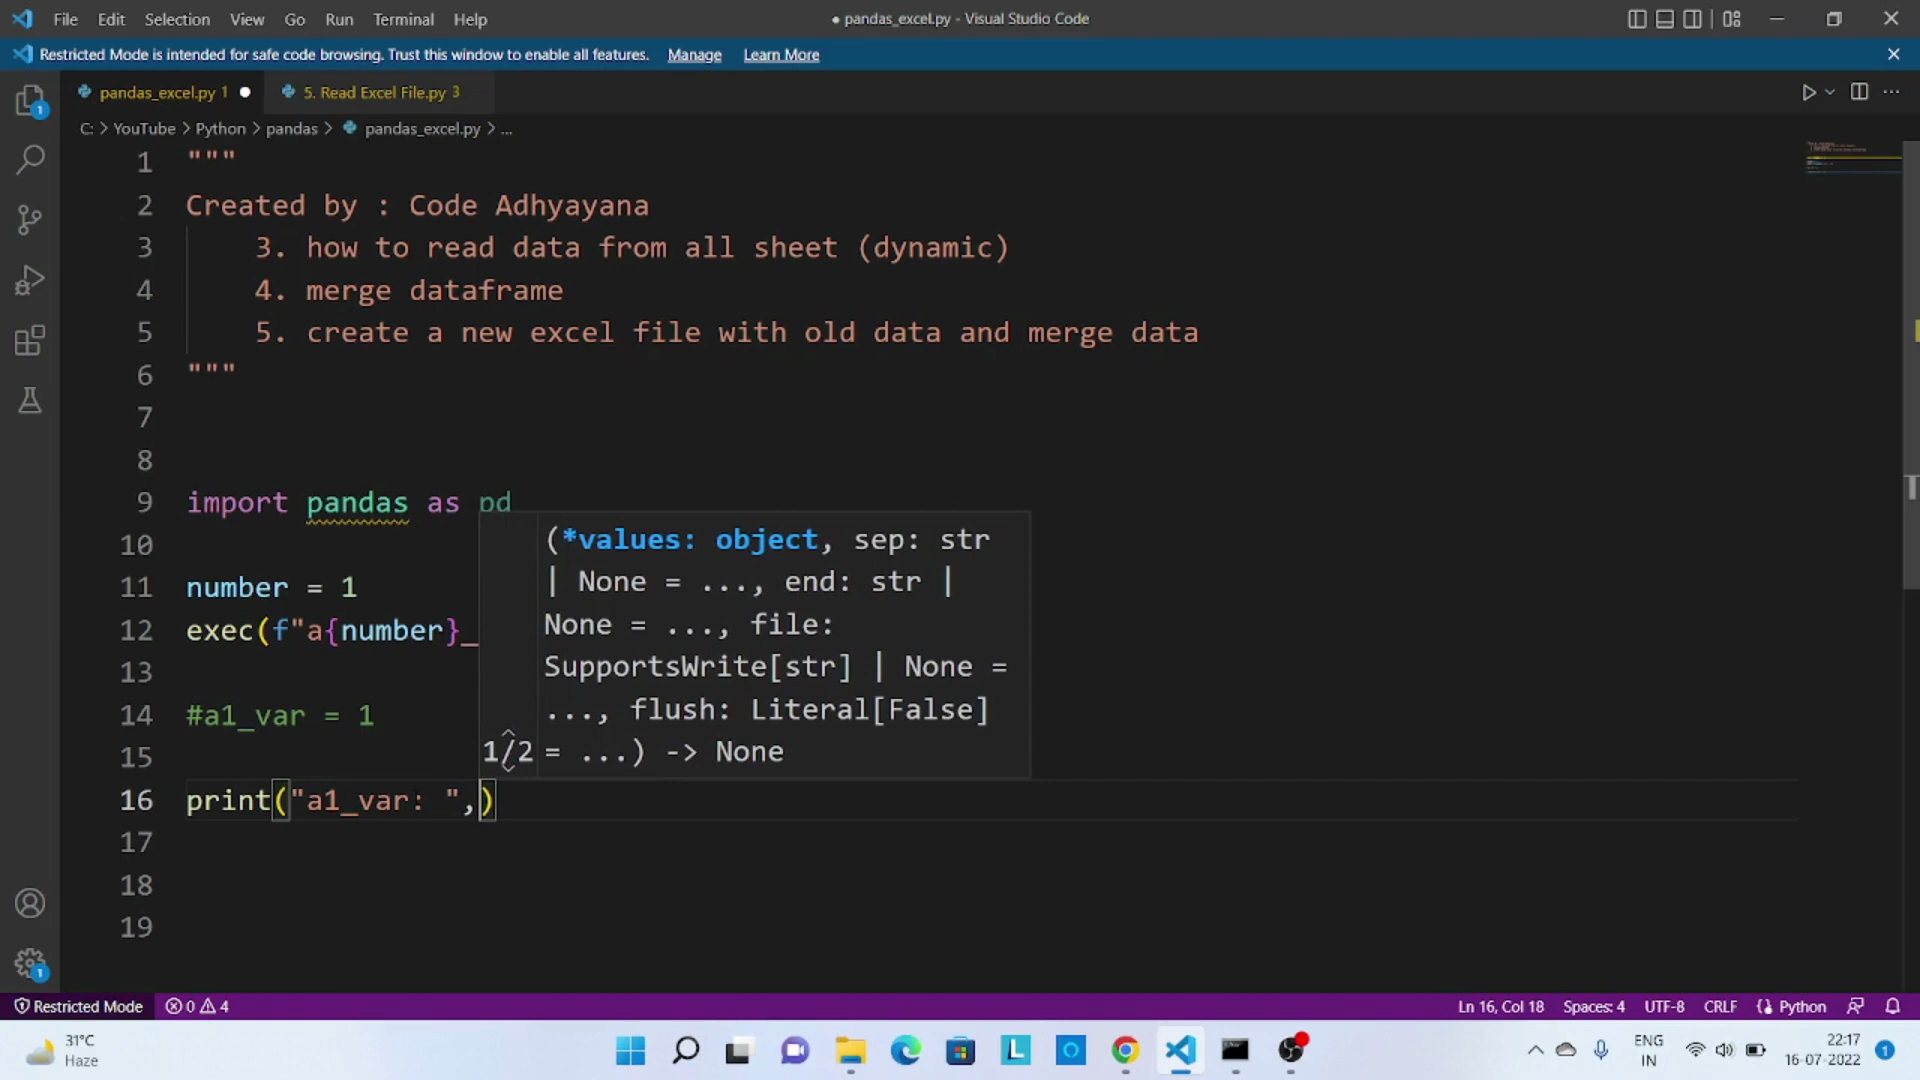 File Edit Selection View Go Run Terminal Help
● pandas_excel.py - Visual Studio Code
Restricted Mode is intended for safe code browsing. Trust this window to enable all features. Manage Learn More
pandas_excel.py 1
5. Read Excel File.py 3
C: > YouTube > Python > pandas > pandas_excel.py > ...
1 """
2 Created by : Code Adhyayana
3 3. how to read data from all sheet (dynamic)
4 4. merge dataframe
5 5. create a new excel file with old data and merge data
6 """
7
8
9 import pandas as pd
10
11 number = 1
12 exec(f"a{number}_
13
14 #a1_var = 1
15
16 print("a1_var: ",)
17
18
19
(*values: object, sep: str
| None = ..., end: str |
None = ..., file:
SupportsWrite[str] | None =
..., flush: Literal[False]
1/2 = ...) -> None
1
1
Restricted Mode 0 4
Ln 16, Col 18 Spaces: 4 UTF-8 CRLF Python
31°C
Haze
L
ENG
IN
22:17
16-07-2022
1